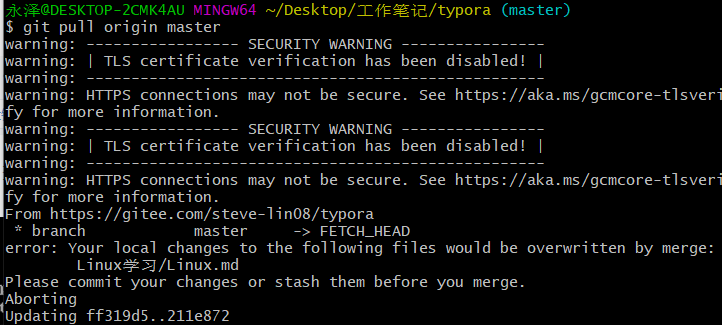 永泽@DESKTOP-2CMK4AU MINGW64 ~/Desktop/工作笔记/typora (master)
$ git pull origin master
warning: ----------------- SECURITY WARNING ----------------
warning: | TLS certificate verification has been disabled! |
warning: ---------------------------------------------------
warning: HTTPS connections may not be secure. See https://aka.ms/gcmcore-tlsveri
fy for more information.
warning: ----------------- SECURITY WARNING ----------------
warning: | TLS certificate verification has been disabled! |
warning: ---------------------------------------------------
warning: HTTPS connections may not be secure. See https://aka.ms/gcmcore-tlsveri
fy for more information.
From https://gitee.com/steve-lin08/typora
 * branch            master     -> FETCH_HEAD
error: Your local changes to the following files would be overwritten by merge:
        Linux学习/Linux.md
Please commit your changes or stash them before you merge.
Aborting
Updating ff319d5..211e872